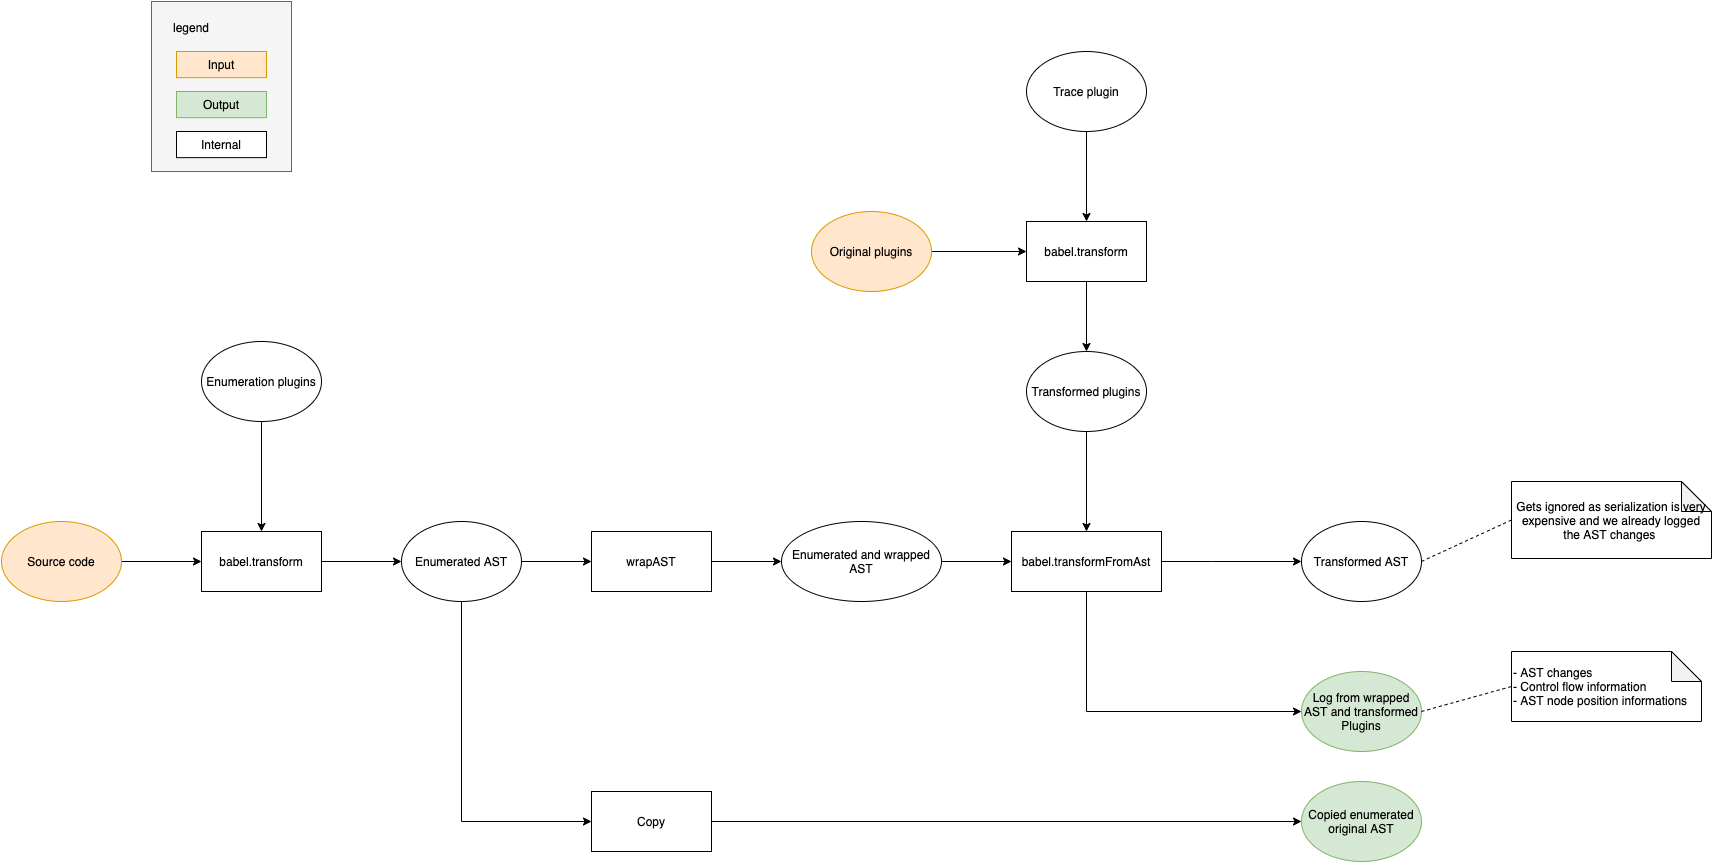 legend
Input
Output
Internal
Trace plugin
Original plugins
babel.transform
Enumeration plugins
Transformed plugins
Source code
babel.transform
Enumerated AST
wrapAST
Enumerated and wrapped
AST
babel.transformFromAst
Transformed AST
Gets ignored as serialization is very
expensive and we already logged
the AST changes
Log from wrapped
AST and transformed
Plugins
- AST changes
- Control flow information
- AST node position informations
Copy
Copied enumerated
original AST